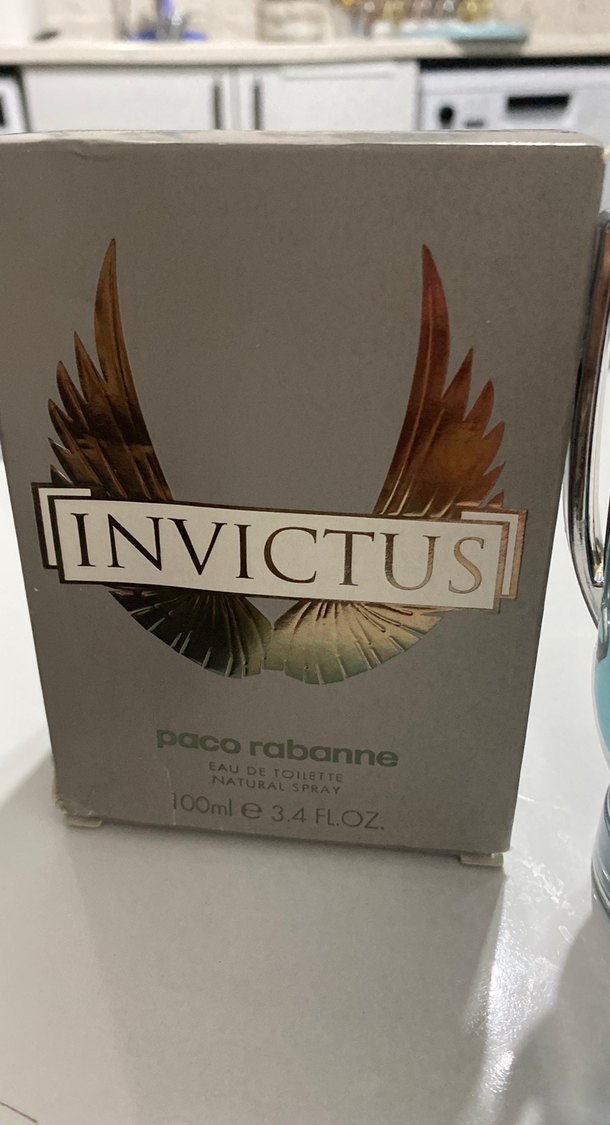 INVICTUS
paco rabanne
EAU DE TOILETTE
NATURAL SPRAY
100ml e 3.4 FL.OZ.